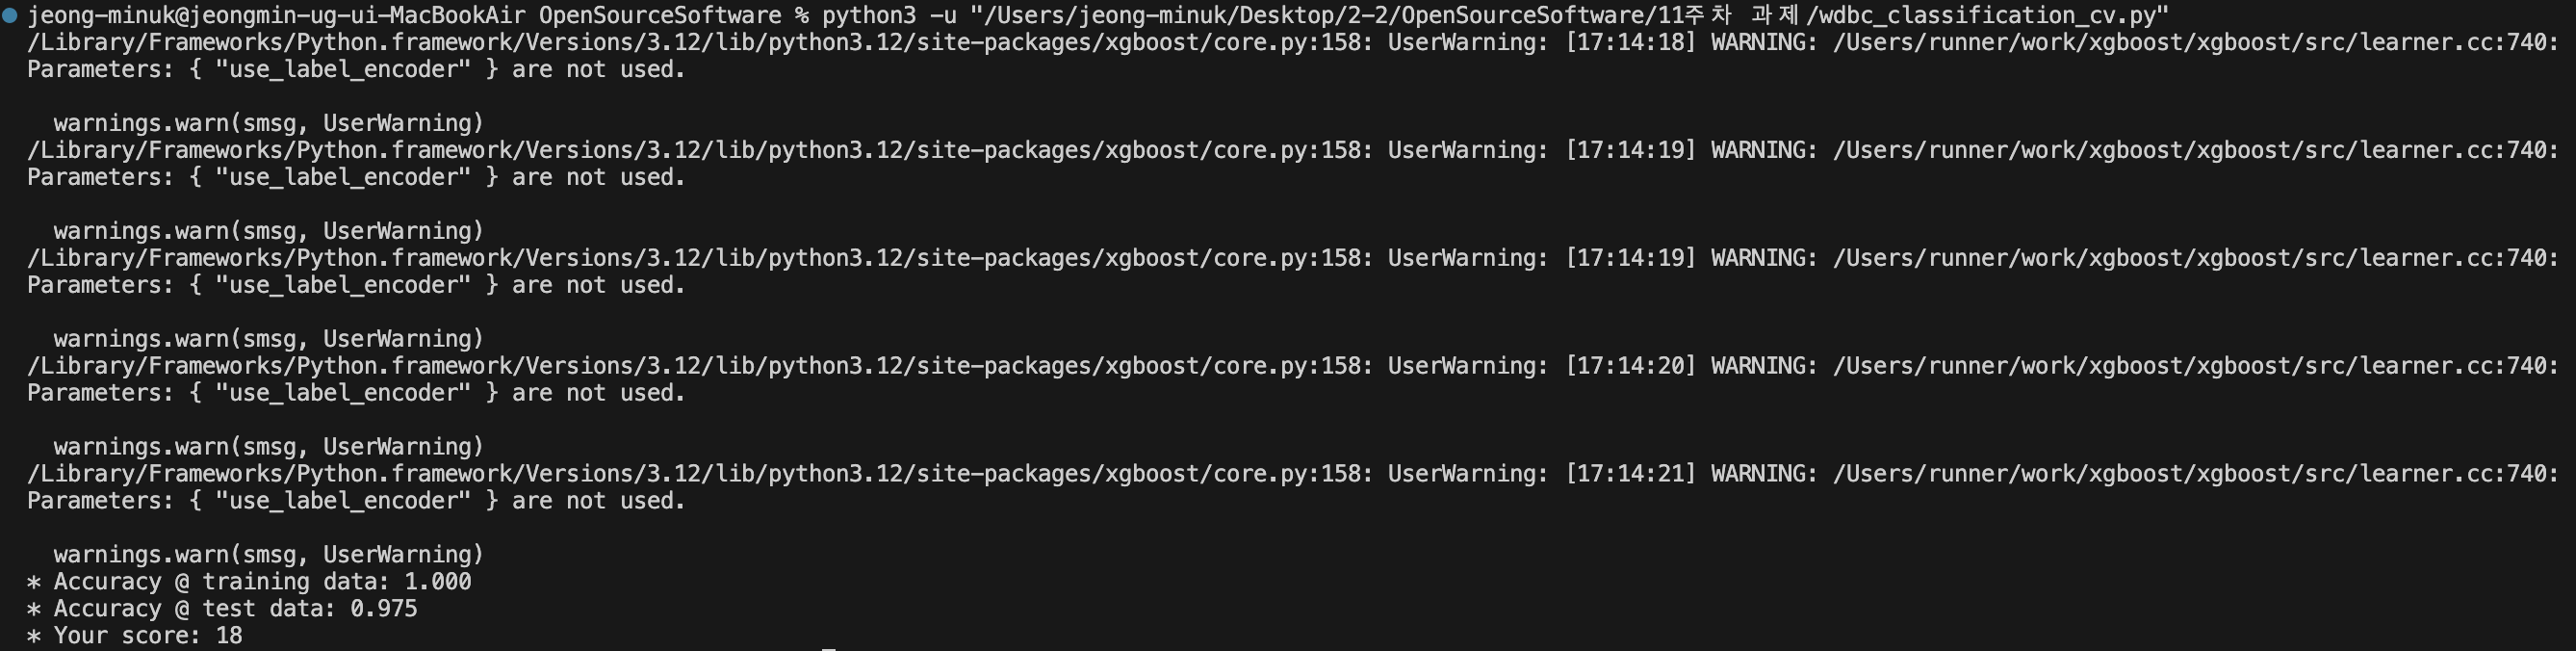 jeong-minuk@jeongmin-ug-ui-MacBookAir OpenSourceSoftware % python3 -u "/Users/jeong-minuk/Desktop/2-2/OpenSourceSoftware/11주차 과제/wdbc_classification_cv.py"
/Library/Frameworks/Python.framework/Versions/3.12/lib/python3.12/site-packages/xgboost/core.py:158: UserWarning: [17:14:18] WARNING: /Users/runner/work/xgboost/xgboost/src/learner.cc:740:
Parameters: { "use_label_encoder" } are not used.

  warnings.warn(smsg, UserWarning)
/Library/Frameworks/Python.framework/Versions/3.12/lib/python3.12/site-packages/xgboost/core.py:158: UserWarning: [17:14:19] WARNING: /Users/runner/work/xgboost/xgboost/src/learner.cc:740:
Parameters: { "use_label_encoder" } are not used.

  warnings.warn(smsg, UserWarning)
/Library/Frameworks/Python.framework/Versions/3.12/lib/python3.12/site-packages/xgboost/core.py:158: UserWarning: [17:14:19] WARNING: /Users/runner/work/xgboost/xgboost/src/learner.cc:740:
Parameters: { "use_label_encoder" } are not used.

  warnings.warn(smsg, UserWarning)
/Library/Frameworks/Python.framework/Versions/3.12/lib/python3.12/site-packages/xgboost/core.py:158: UserWarning: [17:14:20] WARNING: /Users/runner/work/xgboost/xgboost/src/learner.cc:740:
Parameters: { "use_label_encoder" } are not used.

  warnings.warn(smsg, UserWarning)
/Library/Frameworks/Python.framework/Versions/3.12/lib/python3.12/site-packages/xgboost/core.py:158: UserWarning: [17:14:21] WARNING: /Users/runner/work/xgboost/xgboost/src/learner.cc:740:
Parameters: { "use_label_encoder" } are not used.

  warnings.warn(smsg, UserWarning)
* Accuracy @ training data: 1.000
* Accuracy @ test data: 0.975
* Your score: 18